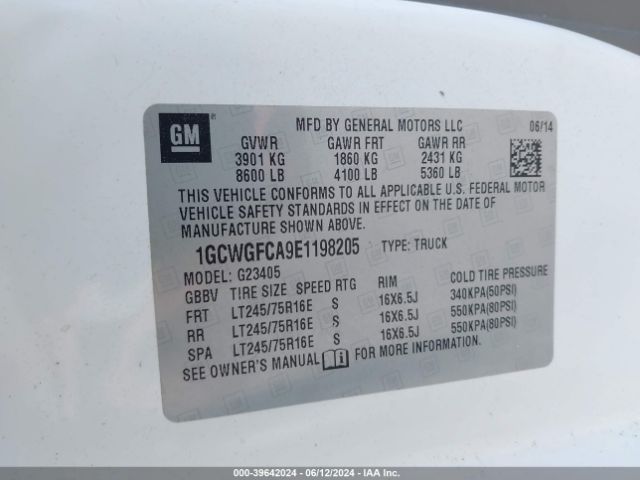 GM
MFD BY GENERAL MOTORS LLC 06/14
GVWR GAWR FRT GAWR RR
3901 KG 1860 KG 2431 KG
8600 LB 4100 LB 5360 LB
THIS VEHICLE CONFORMS TO ALL APPLICABLE U.S. FEDERAL MOTOR
VEHICLE SAFETY STANDARDS IN EFFECT ON THE DATE OF
MANUFACTURE SHOWN ABOVE.
1GCWGFCA9E1198205 TYPE: TRUCK
MODEL: G23405
GBBV TIRE SIZE SPEED RTG RIM COLD TIRE PRESSURE
FRT LT245/75R16E S 16X6.5J 340KPA(50PSI)
RR LT245/75R16E S 16X6.5J 550KPA(80PSI)
SPA LT245/75R16E S 16X6.5J 550KPA(80PSI)
SEE OWNER'S MANUAL FOR MORE INFORMATION.
000-39642024 - 06/12/2024 - IAA Inc.